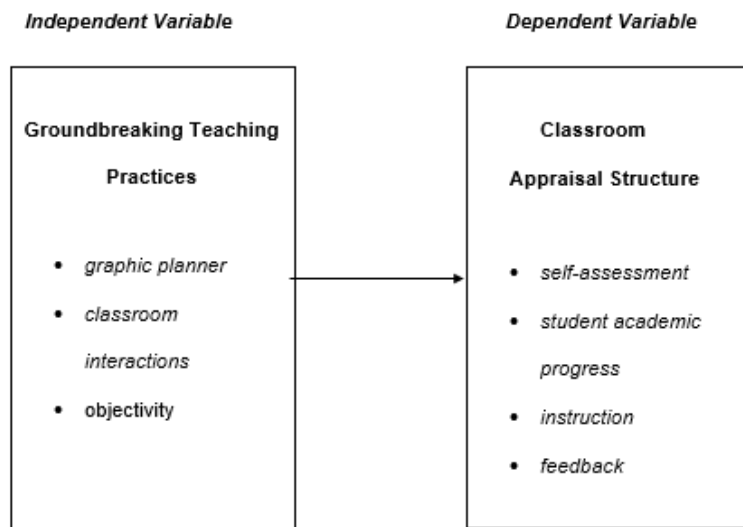 Independent Variable
Dependent Variable
Groundbreaking Teaching
Practices
• graphic planner
• classroom
interactions
• objectivity
Classroom
Appraisal Structure
• self-assessment
• student academic
progress
• instruction
• feedback